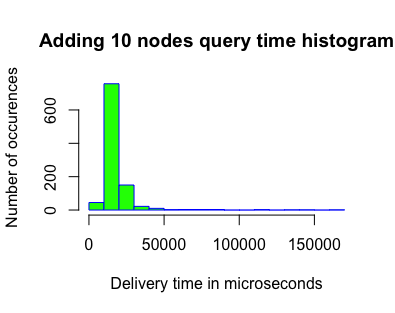 Adding 10 nodes query time histogram
Number of occurences
600
200
0
0 50000 100000 150000
Delivery time in microseconds